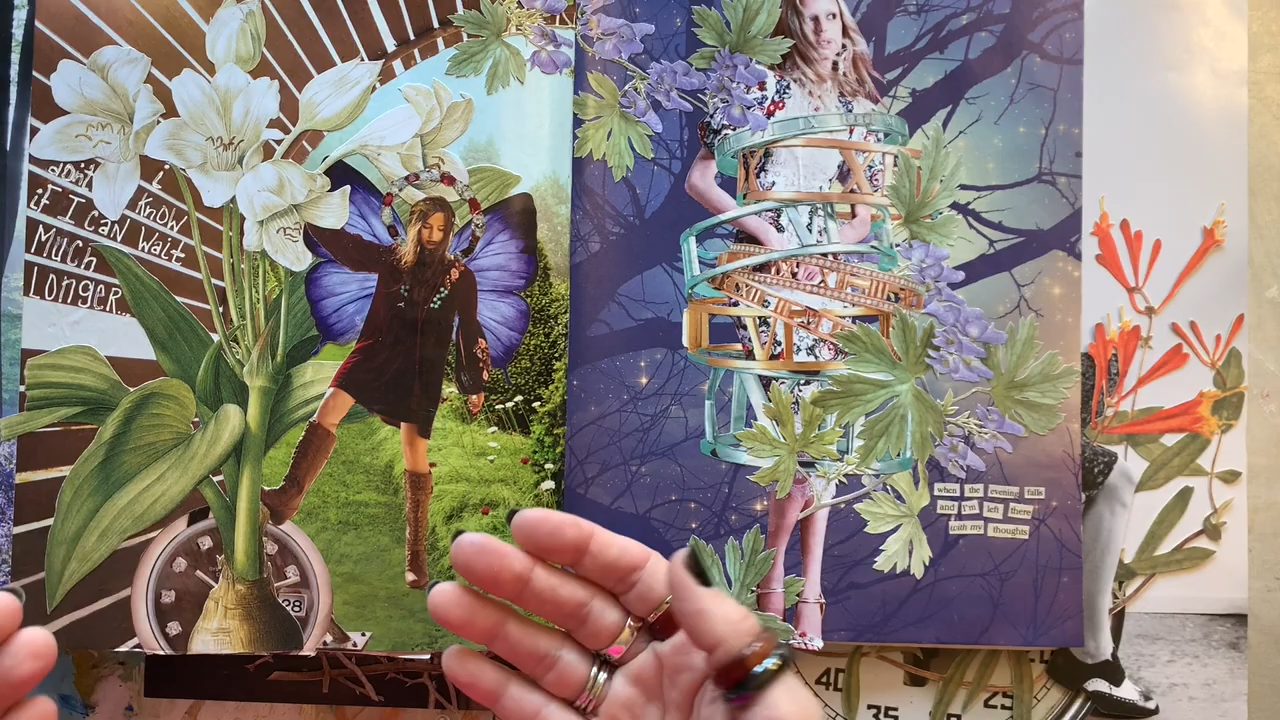 don't i
know
if I can wait
Much
Longer...
28
when the evening falls
and I'm left there
with my thoughts
40
35
25